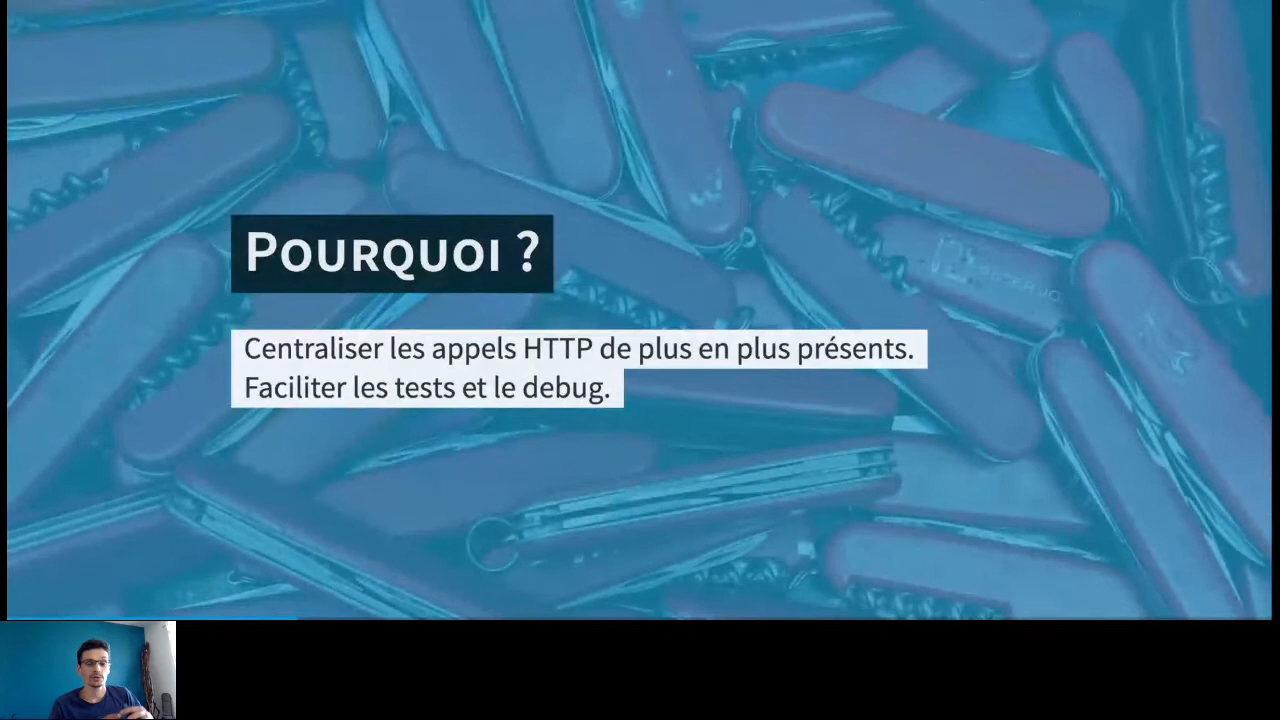 Pourquoi ?
Centraliser les appels HTTP de plus en plus présents.
Faciliter les tests et le debug.